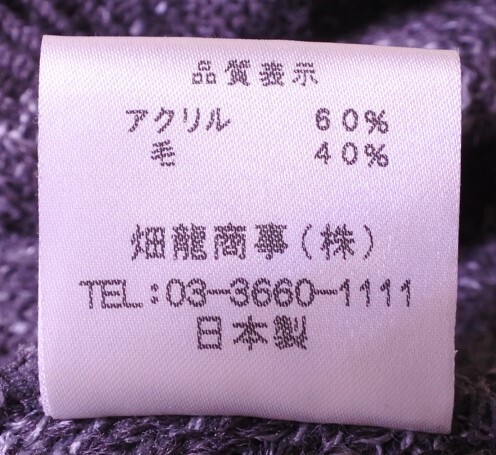 品質表示
アクリル 60%
毛 40%
畑龍商事(株)
TEL:03-3660-1111
日本製